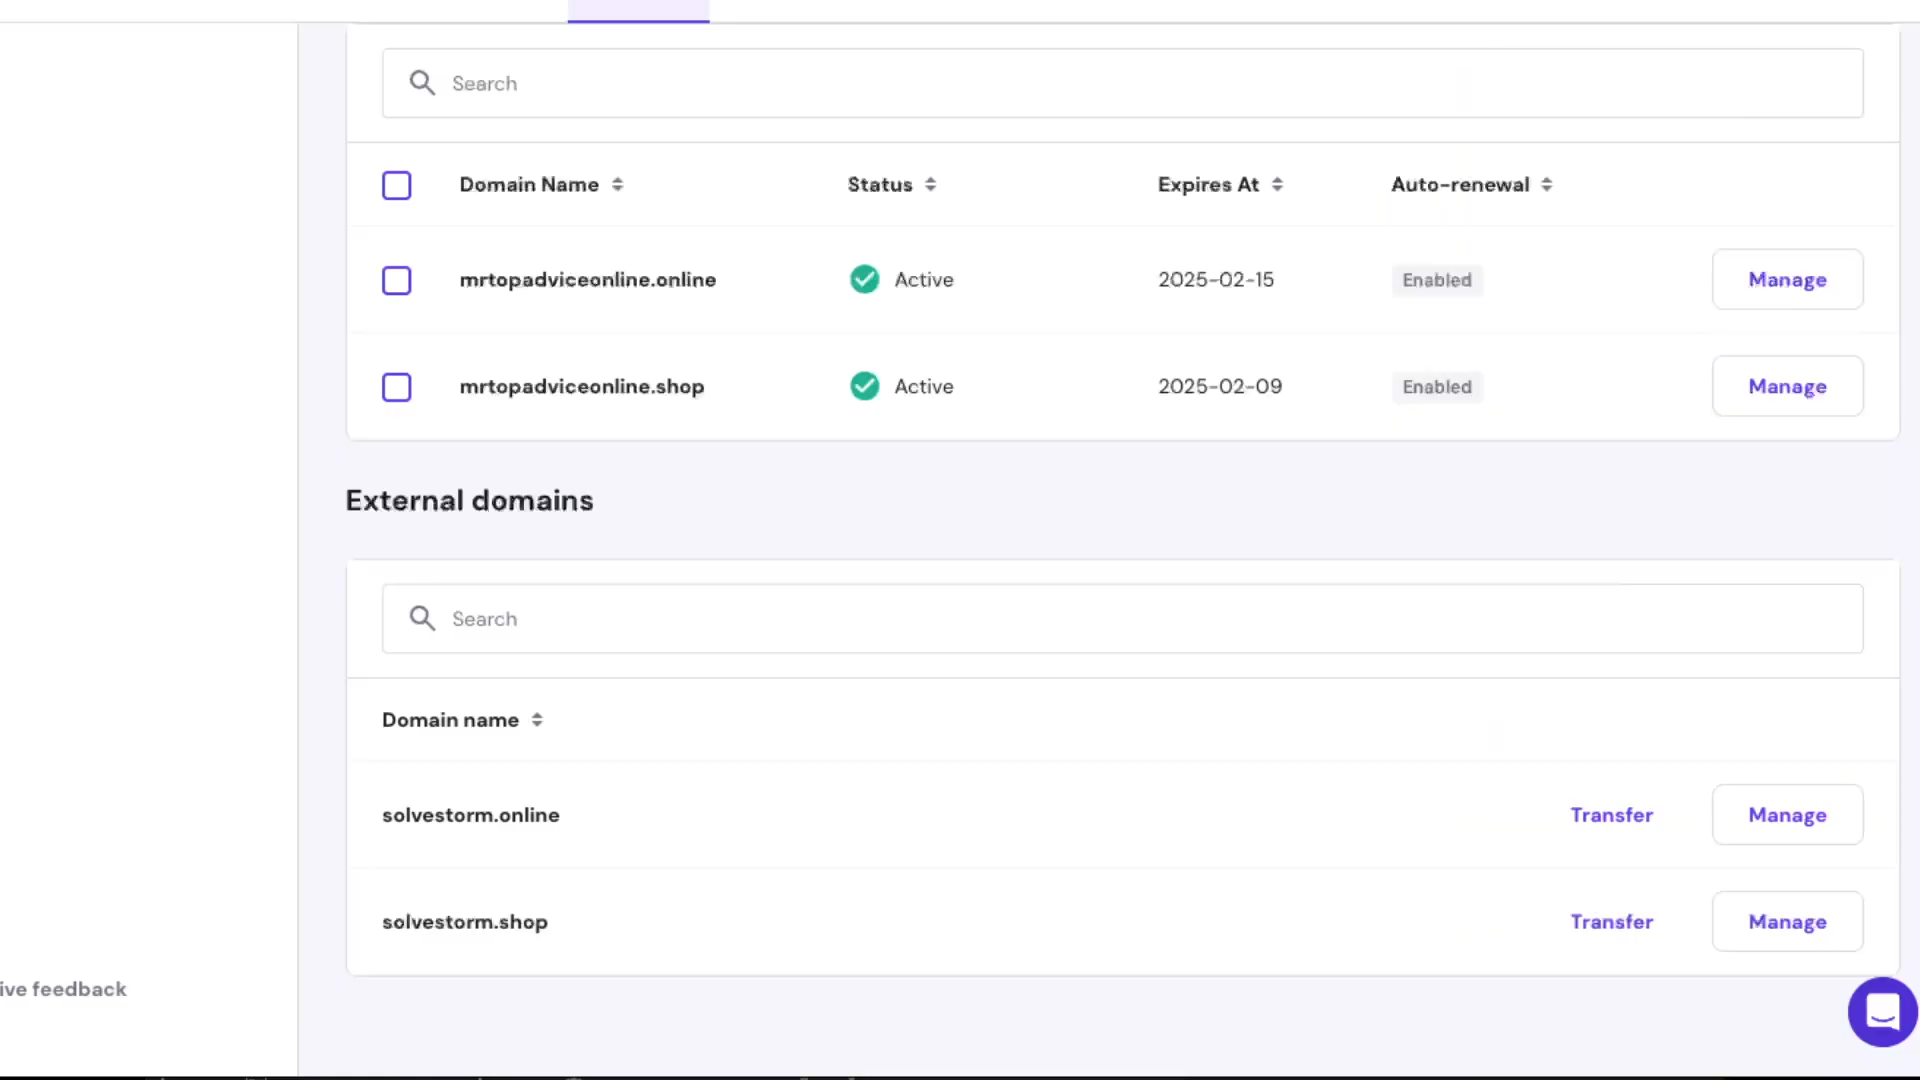 Search
Domain Name Status Expires At Auto-renewal
mrtopadviceonline.online Active 2025-02-15 Enabled Manage
mrtopadviceonline.shop Active 2025-02-09 Enabled Manage
External domains
Search
Domain name
solvestorm.online Transfer Manage
solvestorm.shop Transfer Manage
ive feedback